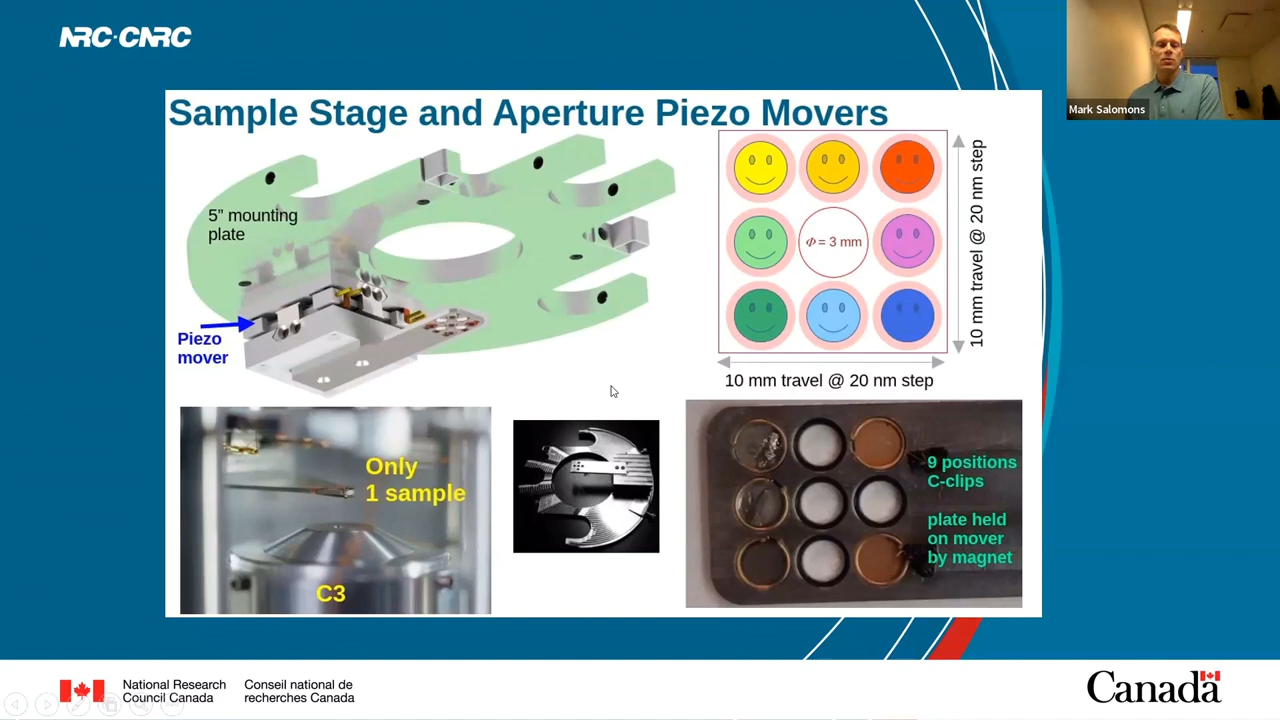 NRC·CNRC
Mark Salomons
Sample Stage and Aperture Piezo Movers
5” mounting
plate
Piezo
mover
Φ = 3 mm
10 mm travel @ 20 nm step
10 mm travel @ 20 nm step
Only
1 sample
C3
9 positions
C-clips
plate held
on mover
by magnet
National Research
Council Canada
Conseil national de
recherches Canada
Canada